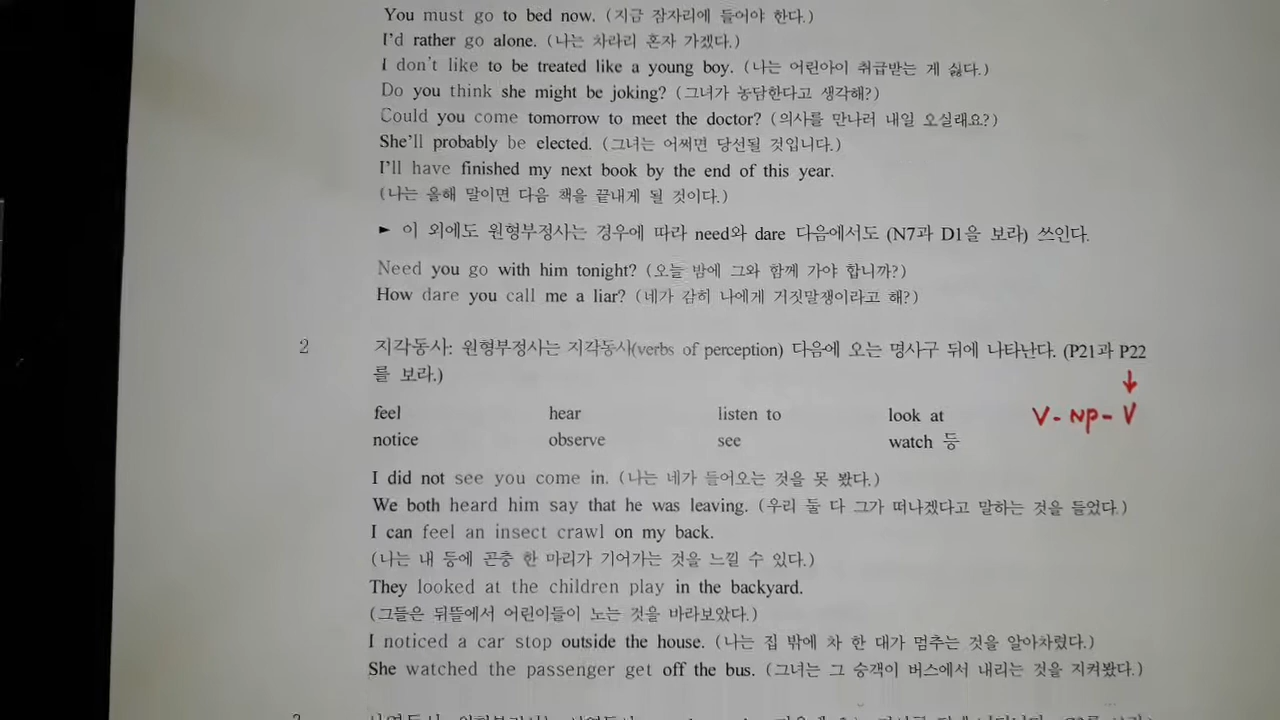 You must go to bed now. (지금 잠자리에 들어야 한다.)
I'd rather go alone. (나는 차라리 혼자 가겠다.)
I don't like to be treated like a young boy. (나는 어린아이 취급받는 게 싫다.)
Do you think she might be joking? (그녀가 농담한다고 생각해?)
Could you come tomorrow to meet the doctor? (의사를 만나러 내일 오실래요?)
She'll probably be elected. (그녀는 어쩌면 당선될 것입니다.)
I'll have finished my next book by the end of this year.
(나는 올해 말이면 다음 책을 끝내게 될 것이다.)
► 이 외에도 원형부정사는 경우에 따라 need와 dare 다음에서도 (N7과 D1을 보라) 쓰인다.
Need you go with him tonight? (오늘 밤에 그와 함께 가야 합니까?)
How dare you call me a liar? (네가 감히 나에게 거짓말쟁이라고 해?)
2 지각동사: 원형부정사는 지각동사(verbs of perception) 다음에 오는 명사구 뒤에 나타난다. (P21과 P22
를 보라.)
↓
feel hear listen to look at V - NP - V
notice observe see watch 등
I did not see you come in. (나는 네가 들어오는 것을 못 봤다.)
We both heard him say that he was leaving. (우리 둘 다 그가 떠나겠다고 말하는 것을 들었다.)
I can feel an insect crawl on my back.
(나는 내 등에 곤충 한 마리가 기어가는 것을 느낄 수 있다.)
They looked at the children play in the backyard.
(그들은 뒤뜰에서 어린이들이 노는 것을 바라보았다.)
I noticed a car stop outside the house. (나는 집 밖에 차 한 대가 멈추는 것을 알아차렸다.)
She watched the passenger get off the bus. (그녀는 그 승객이 버스에서 내리는 것을 지켜봤다.)